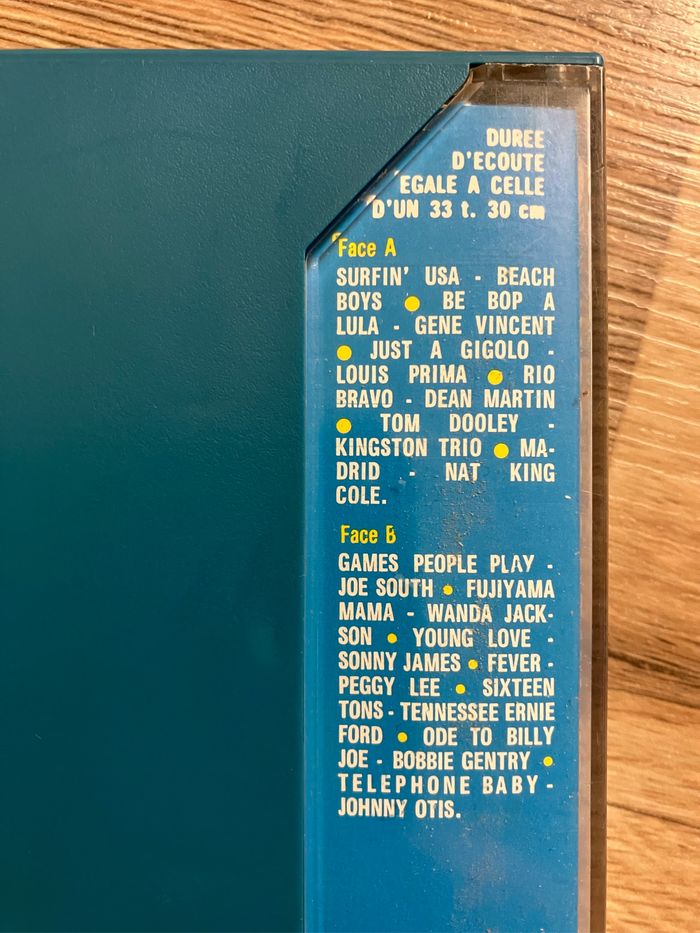 DUREE
D'ECOUTE
EGALE A CELLE
D'UN 33 t. 30 cm
Face A
SURFIN' USA - BEACH
BOYS ● BE BOP A
LULA - GENE VINCENT
● JUST A GIGOLO -
LOUIS PRIMA ● RIO
BRAVO - DEAN MARTIN
● TOM DOOLEY -
KINGSTON TRIO ● MA-
DRID - NAT KING
COLE.
Face B
GAMES PEOPLE PLAY -
JOE SOUTH ● FUJIYAMA
MAMA - WANDA JACK-
SON ● YOUNG LOVE -
SONNY JAMES ● FEVER -
PEGGY LEE ● SIXTEEN
TONS - TENNESSEE ERNIE
FORD ● ODE TO BILLY
JOE - BOBBIE GENTRY ●
TELEPHONE BABY -
JOHNNY OTIS.